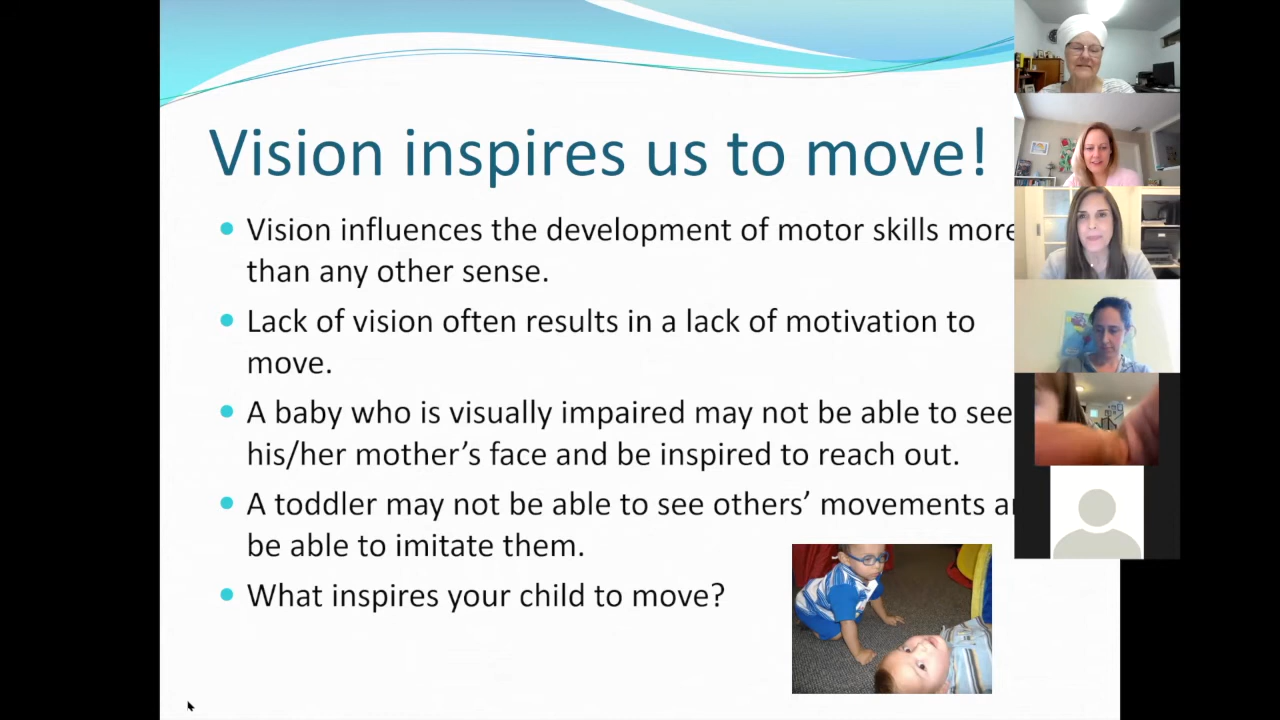 Vision inspires us to move!
Vision influences the development of motor skills more
than any other sense.
Lack of vision often results in a lack of motivation to
move.
A baby who is visually impaired may not be able to see
his/her mother’s face and be inspired to reach out.
A toddler may not be able to see others’ movements
be able to imitate them.
What inspires your child to move?